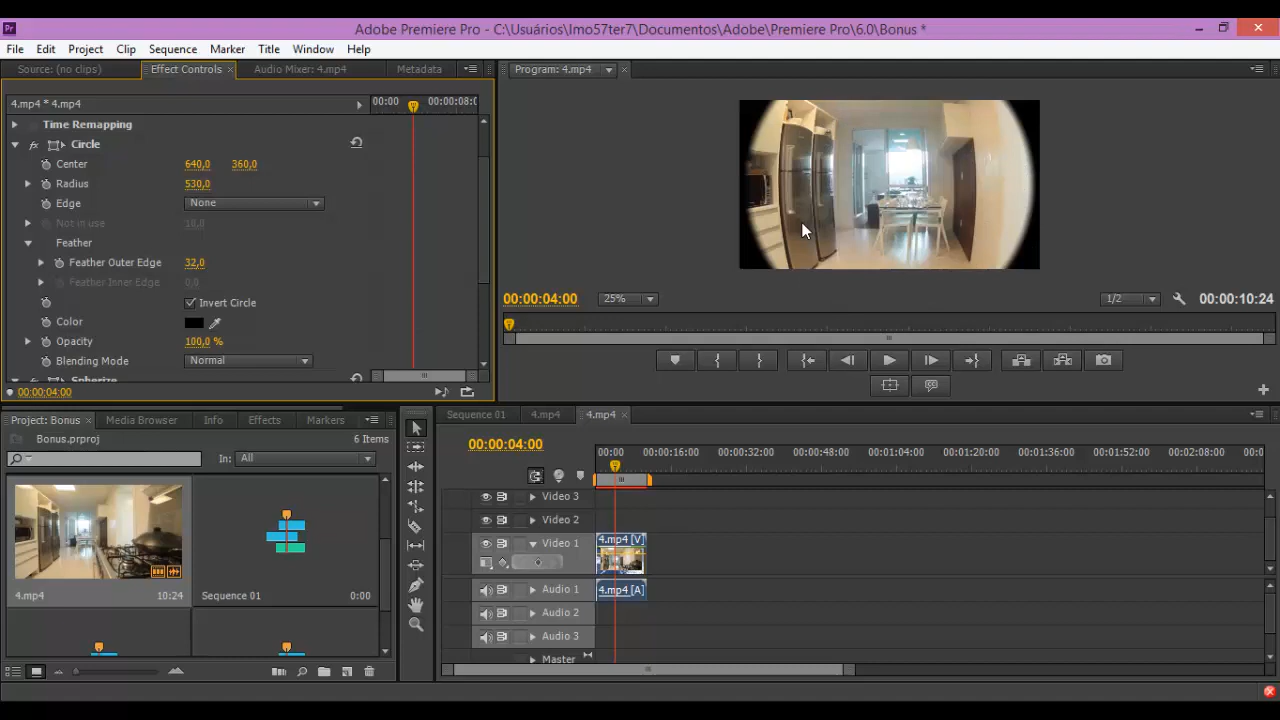 Adobe Premiere Pro - C:\Usuários\Imo57ter7\Documentos\Adobe\Premiere Pro\6.0\Bonus *
File Edit Project Clip Sequence Marker Title Window Help
Source: (no clips) Effect Controls Audio Mixer: 4.mp4 Metadata
Program: 4.mp4
4.mp4 * 4.mp4
00:00 00:00:08:0
Time Remapping
fx Circle
Center 640,0 360,0
Radius 530,0
Edge None
Not in use 10,0
Feather
Feather Outer Edge 32,0
Feather Inner Edge 0,0
Invert Circle
Color
Opacity 100,0 %
Blending Mode Normal
fx Spherize
00:00:04:00
00:00:04:00 25% 1/2 00:00:10:24
Project: Bonus Media Browser Info Effects Markers
Bonus.prproj 6 Items
In: All
4.mp4 10:24
Sequence 01 0:00
Sequence 01 4.mp4 4.mp4
00:00:04:00
00:00 00:00:16:00 00:00:32:00 00:00:48:00 00:01:04:00 00:01:20:00 00:01:36:00 00:01:52:00 00:02:08:00 00:0
Video 3
Video 2
Video 1
4.mp4 [V]
Audio 1
4.mp4 [A]
Audio 2
Audio 3
Master